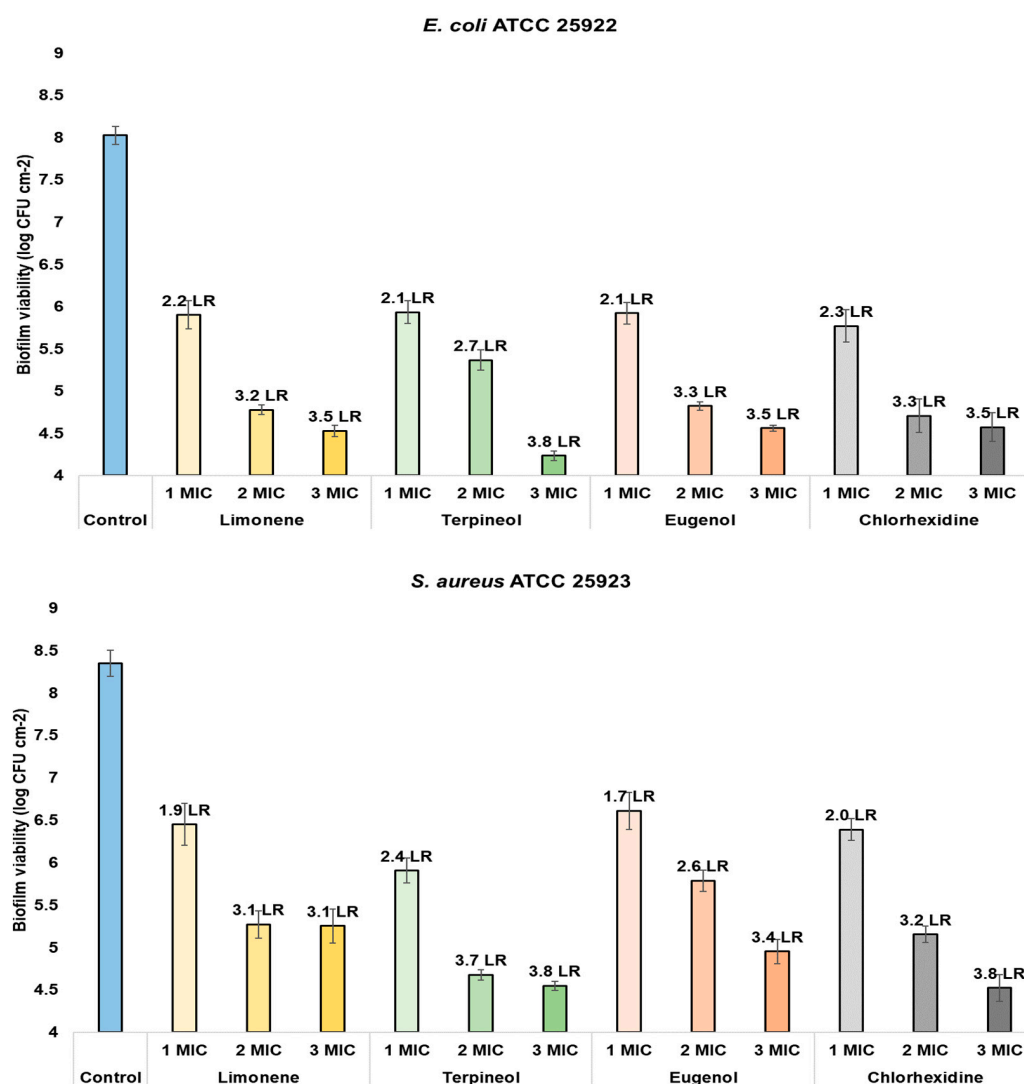 E. coli ATCC 25922
Biofilm viability (log CFU cm-2)
9
8.5
8
7.5
7
6.5
6
5.5
5
4.5
4
2.2 LR
3.2 LR
3.5 LR
2.1 LR
2.7 LR
3.8 LR
2.1 LR
3.3 LR
3.5 LR
2.3 LR
3.3 LR
3.5 LR
1 MIC 2 MIC 3 MIC 1 MIC 2 MIC 3 MIC 1 MIC 2 MIC 3 MIC 1 MIC 2 MIC 3 MIC
Control Limonene Terpineol Eugenol Chlorhexidine
S. aureus ATCC 25923
Biofilm viability (log CFU cm-2)
9
8.5
8
7.5
7
6.5
6
5.5
5
4.5
4
1.9 LR
3.1 LR
3.1 LR
2.4 LR
3.7 LR
3.8 LR
1.7 LR
2.6 LR
3.4 LR
2.0 LR
3.2 LR
3.8 LR
1 MIC 2 MIC 3 MIC 1 MIC 2 MIC 3 MIC 1 MIC 2 MIC 3 MIC 1 MIC 2 MIC 3 MIC
Control Limonene Terpineol Eugenol Chlorhexidine